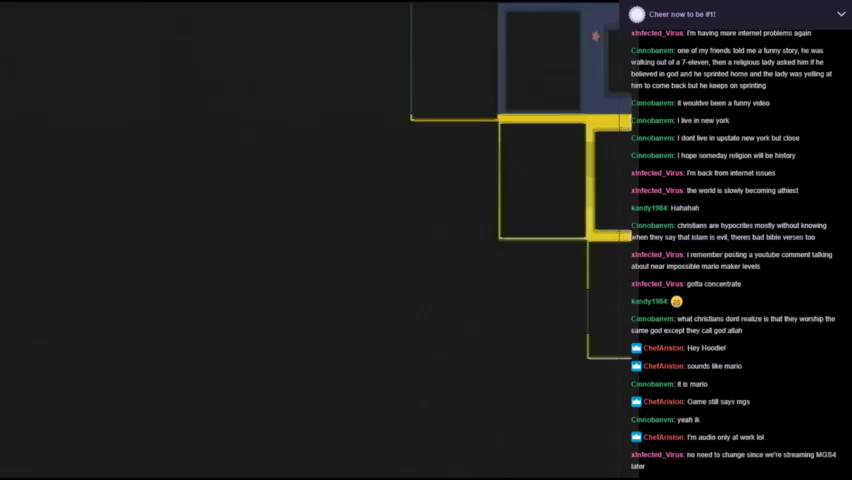 Cheer now to be #1!
xInfected_Virus: i'm having more internet problems again
Cinnobanvm: one of my friends told me a funny story, he was
walking out of a 7-eleven, then a religious lady asked him if he
believed in god and he sprinted home and the lady was yelling at
him to come back but he keeps on sprinting
Cinnobanvm: it wouldve been a funny video
Cinnobanvm: I live in new york
Cinnobanvm: I dont live in upstate new york but close
Cinnobanvm: I hope someday religion will be history
xInfected_Virus: i'm back from internet issues
xInfected_Virus: the world is slowly becoming athiest
kandy1984: Hahahah
Cinnobanvm: christians are hypocrites mostly without knowing
when they say that islam is evil, theres bad bible verses too
xInfected_Virus: i remember posting a youtube comment talking
about near impossible mario maker levels
xInfected_Virus: gotta concentrate
kandy1984:
Cinnobanvm: what christians dont realize is that they worship the
same god except they call god allah
ChefAriston: Hey Hoodie!
ChefAriston: sounds like mario
Cinnobanvm: it is mario
ChefAriston: Game still says mgs
Cinnobanvm: yeah ik
ChefAriston: I'm audio only at work lol
xInfected_Virus: no need to change since we're streaming MGS4
later